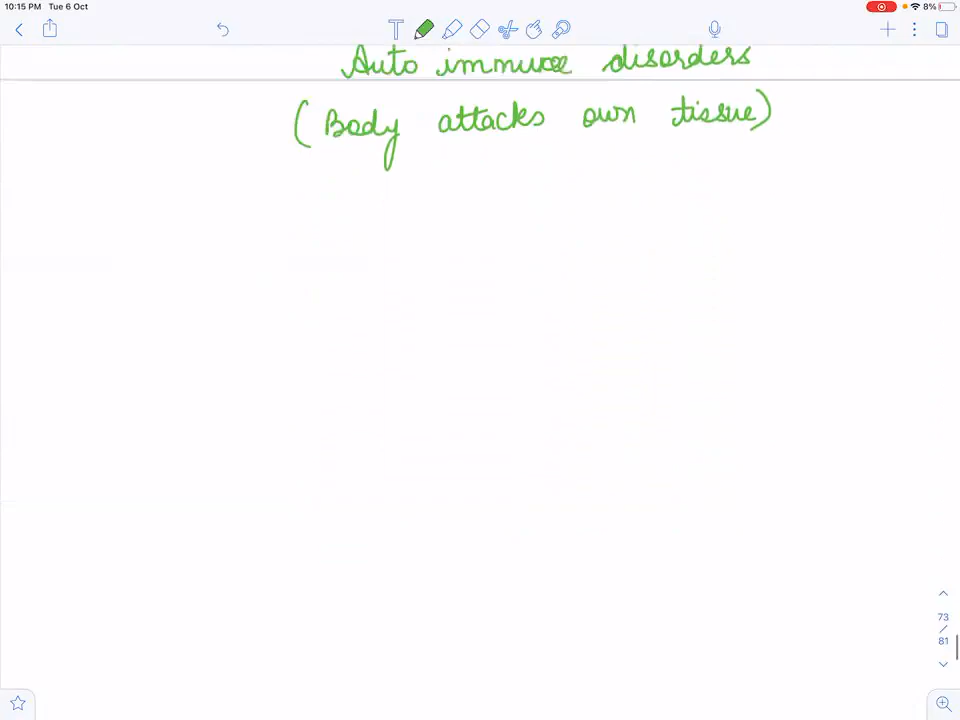 10:15 PM Tue 6 Oct 8%
T
Auto immune disorders
(Body attacks own tissue)
73
/
81